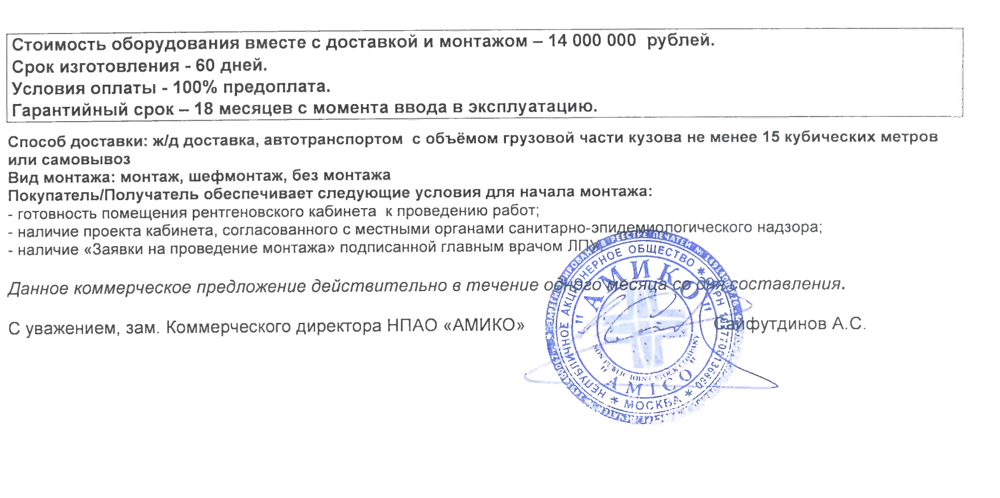 Стоимость оборудования вместе с доставкой и монтажом – 14 000 000 рублей.
Срок изготовления - 60 дней.
Условия оплаты - 100% предоплата.
Гарантийный срок – 18 месяцев с момента ввода в эксплуатацию.
Способ доставки: ж/д доставка, автотранспортом с объёмом грузовой части кузова не менее 15 кубических метров
или самовывоз
Вид монтажа: монтаж, шефмонтаж, без монтажа
Покупатель/Получатель обеспечивает следующие условия для начала монтажа:
- готовность помещения рентгеновского кабинета к проведению работ;
- наличие проекта кабинета, согласованного с местными органами санитарно-эпидемиологического надзора;
- наличие «Заявки на проведение монтажа» подписанной главным врачом ЛПУ
Данное коммерческое предложение действительно в течение одного месяца со дня составления.
С уважением, зам. Коммерческого директора НПАО «АМИКО»
Сайфутдинов А.С.
В РЕЕСТРЕ ПЕЧАТЕЙ №
НЕПУБЛИЧНОЕ АКЦИОНЕРНОЕ ОБЩЕСТВО
* МОСКВА *
"АМИКО"
NON PUBLIC JOINT STOCK COMPANY
"AMICO"